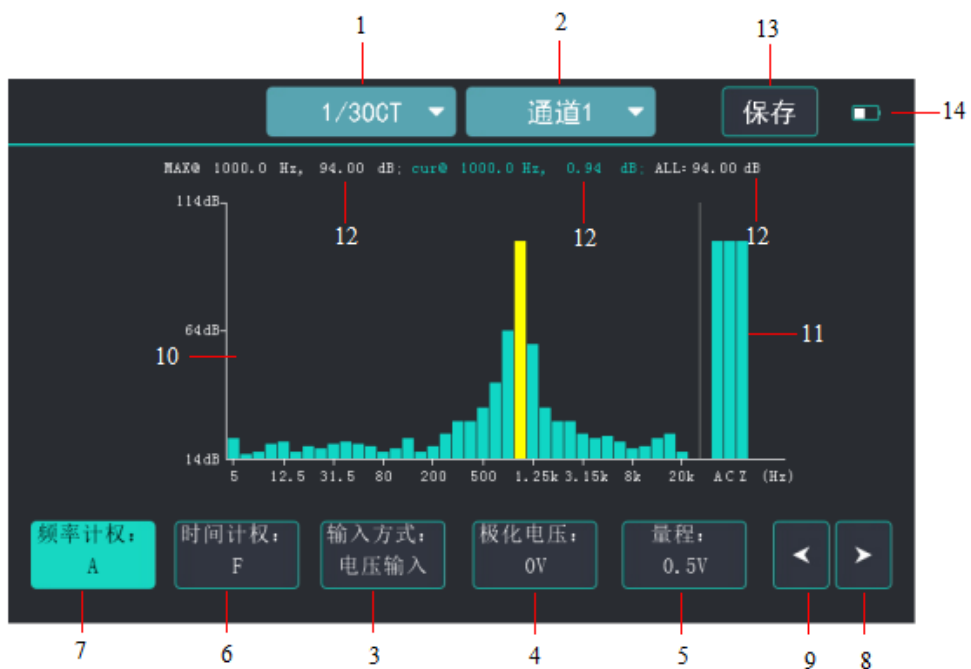 1 2 13
1/3OCT 通道1 保存 14
MAX@ 1000.0 Hz, 94.00 dB; cur@ 1000.0 Hz, 0.94 dB; ALL:94.00 dB
12 12 12
114dB
64dB
10 11
14dB
5 12.5 31.5 80 200 500 1.25k 3.15k 8k 20k A C Z (Hz)
频率计权: 时间计权: 输入方式: 极化电压: 量程:
A F 电压输入 0V 0.5V < >
7 6 3 4 5 9 8